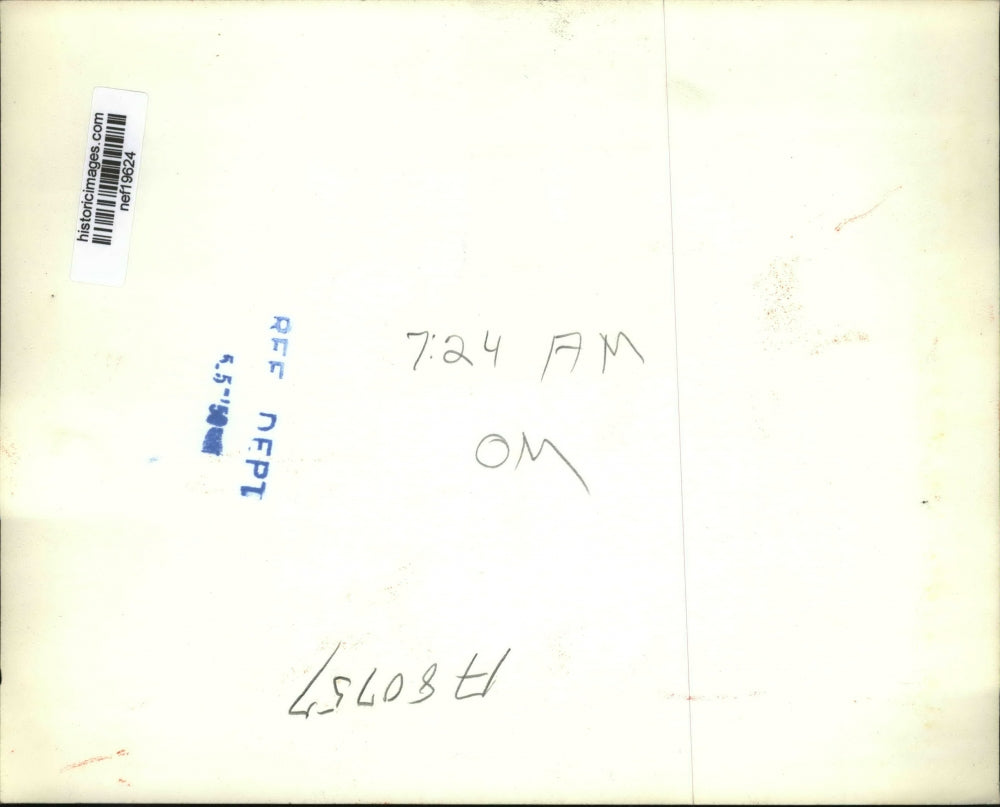 historicimages.com
nef19624
REF DEPT
7:24 AM
OM
A80757